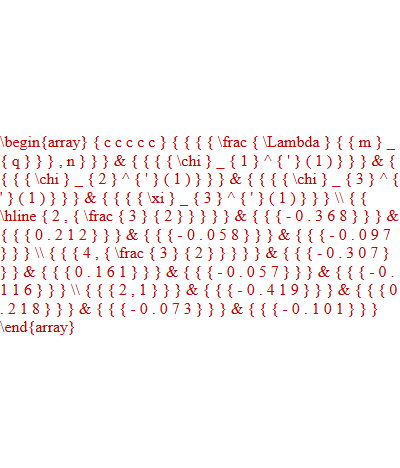 \begin{array} { c c c c c } { { { { \frac { \Lambda } { { m } _
{ q } } } , n } } } & { { { { \chi } _ { 1 } ^ { ' } ( 1 ) } } } & {
{ { { \chi } _ { 2 } ^ { ' } ( 1 ) } } } & { { { { \chi } _ { 3 } ^ {
' } ( 1 ) } } } & { { { { \xi } _ { 3 } ^ { ' } ( 1 ) } } } \\ { {
\hline { 2 , { \frac { 3 } { 2 } } } } } & { { { - 0 . 3 6 8 } } } &
{ { { 0 . 2 1 2 } } } & { { { - 0 . 0 5 8 } } } & { { { - 0 . 0 9 7
} } } \\ { { { 4 , { \frac { 3 } { 2 } } } } } & { { { - 0 . 3 0 7 }
} } & { { { 0 . 1 6 1 } } } & { { { - 0 . 0 5 7 } } } & { { { - 0 .
1 1 6 } } } \\ { { { 2 , 1 } } } & { { { - 0 . 4 1 9 } } } & { { { 0
. 2 1 8 } } } & { { { - 0 . 0 7 3 } } } & { { { - 0 . 1 0 1 } } }
\end{array}